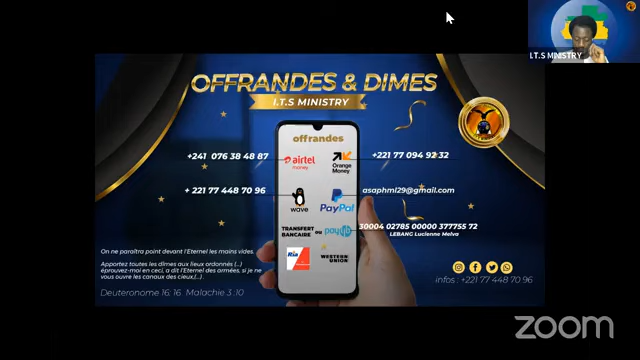 I.T.S MINISTRY
OFFRANDES & DIMES
I.T.S MINISTRY
offrandes
+241 076 38 48 87
airtel
money
Orange
Money
+221 77 094 92 32
+ 221 77 448 70 96
wave
PayPal
asaphml29@gmail.com
TRANSFERT
BANCAIRE ou
30004 02785 00000 377755 72
LEBANG Lucienne Melva
Ria
WESTERN
UNION
On ne paraîtra point devant l'Eternel les mains vides.
Apportez toutes les dîmes aux lieux ordonnés (..)
éprouvez-moi en ceci, a dit l'Eternel des armées, si je ne
vous ouvre les canaux des cieux,(..)
Deuteronome 16: 16 Malachie 3 :10
infos : +221 77 448 70 96
zoom